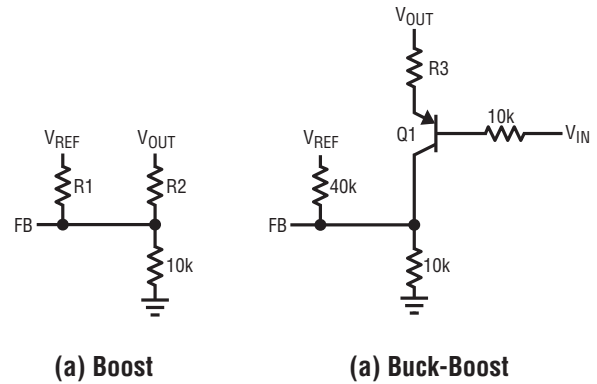 VOUT
R3
10k
Q1
VIN
VREF
VOUT
VREF
R1
R2
40k
FB
FB
10k
10k
(a) Boost
(a) Buck-Boost